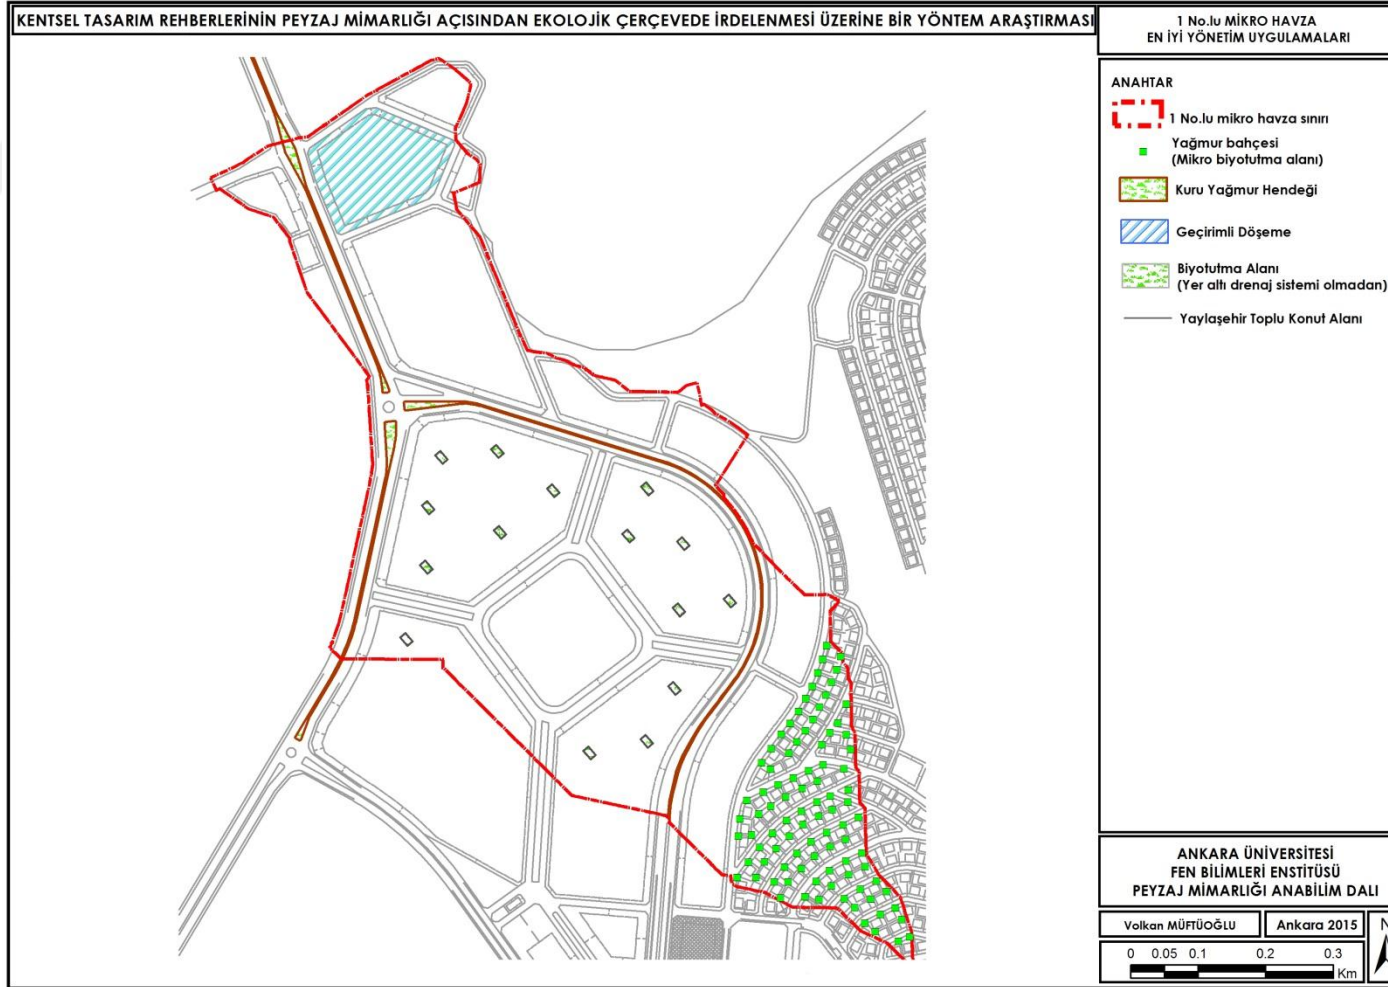 KENTSEL TASARIM REHBERLERİNİN PEYZAJ MİMARLIĞI AÇISINDAN EKOLOJİK ÇERÇEVEDE İRDELENMESİ ÜZERİNE BİR YÖNTEM ARAŞTIRMASI
1 No.lu MİKRO HAVZA
EN İYİ YÖNETİM UYGULAMALARI
ANAHTAR
1 No.lu mikro havza sınırı
Yağmur bahçesi
(Mikro biyotutma alanı)
Kuru Yağmur Hendeği
Geçirimli Döşeme
Biyotutma Alanı
(Yer altı drenaj sistemi olmadan)
Yaylaşehir Toplu Konut Alanı
ANKARA ÜNİVERSİTESİ
FEN BİLİMLERİ ENSTİTÜSÜ
PEYZAJ MİMARLIĞI ANABİLİM DALI
Volkan MÜFTÜOĞLU
Ankara 2015
N
0 0.05 0.1 0.2 0.3
Km